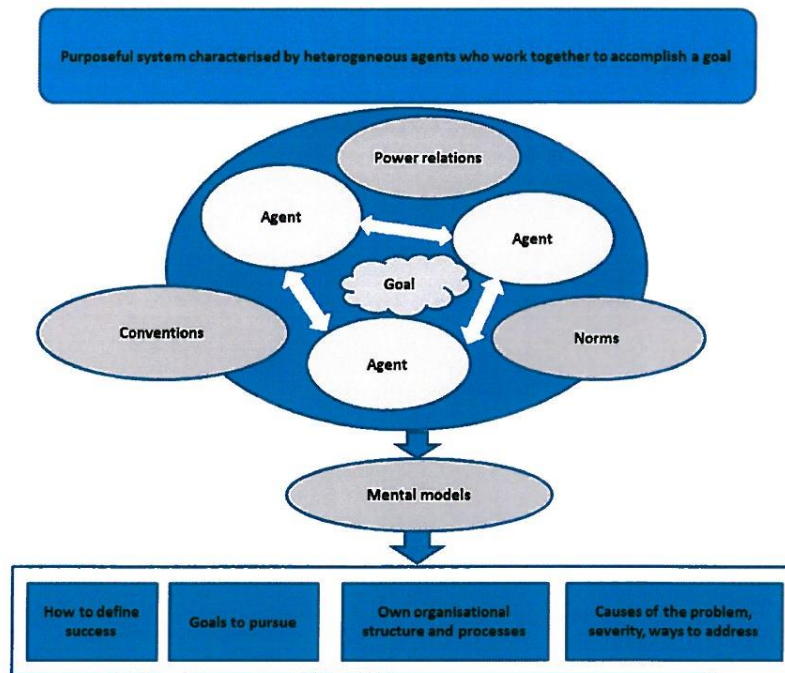 Purposeful system characterised by heterogeneous agents who work together to accomplish a goal
Power relations
Agent
Agent
Goal
Conventions
Norms
Agent
Mental models
How to define
success
Goals to pursue
Own organisational
structure and processes
Causes of the problem,
severity, ways to address